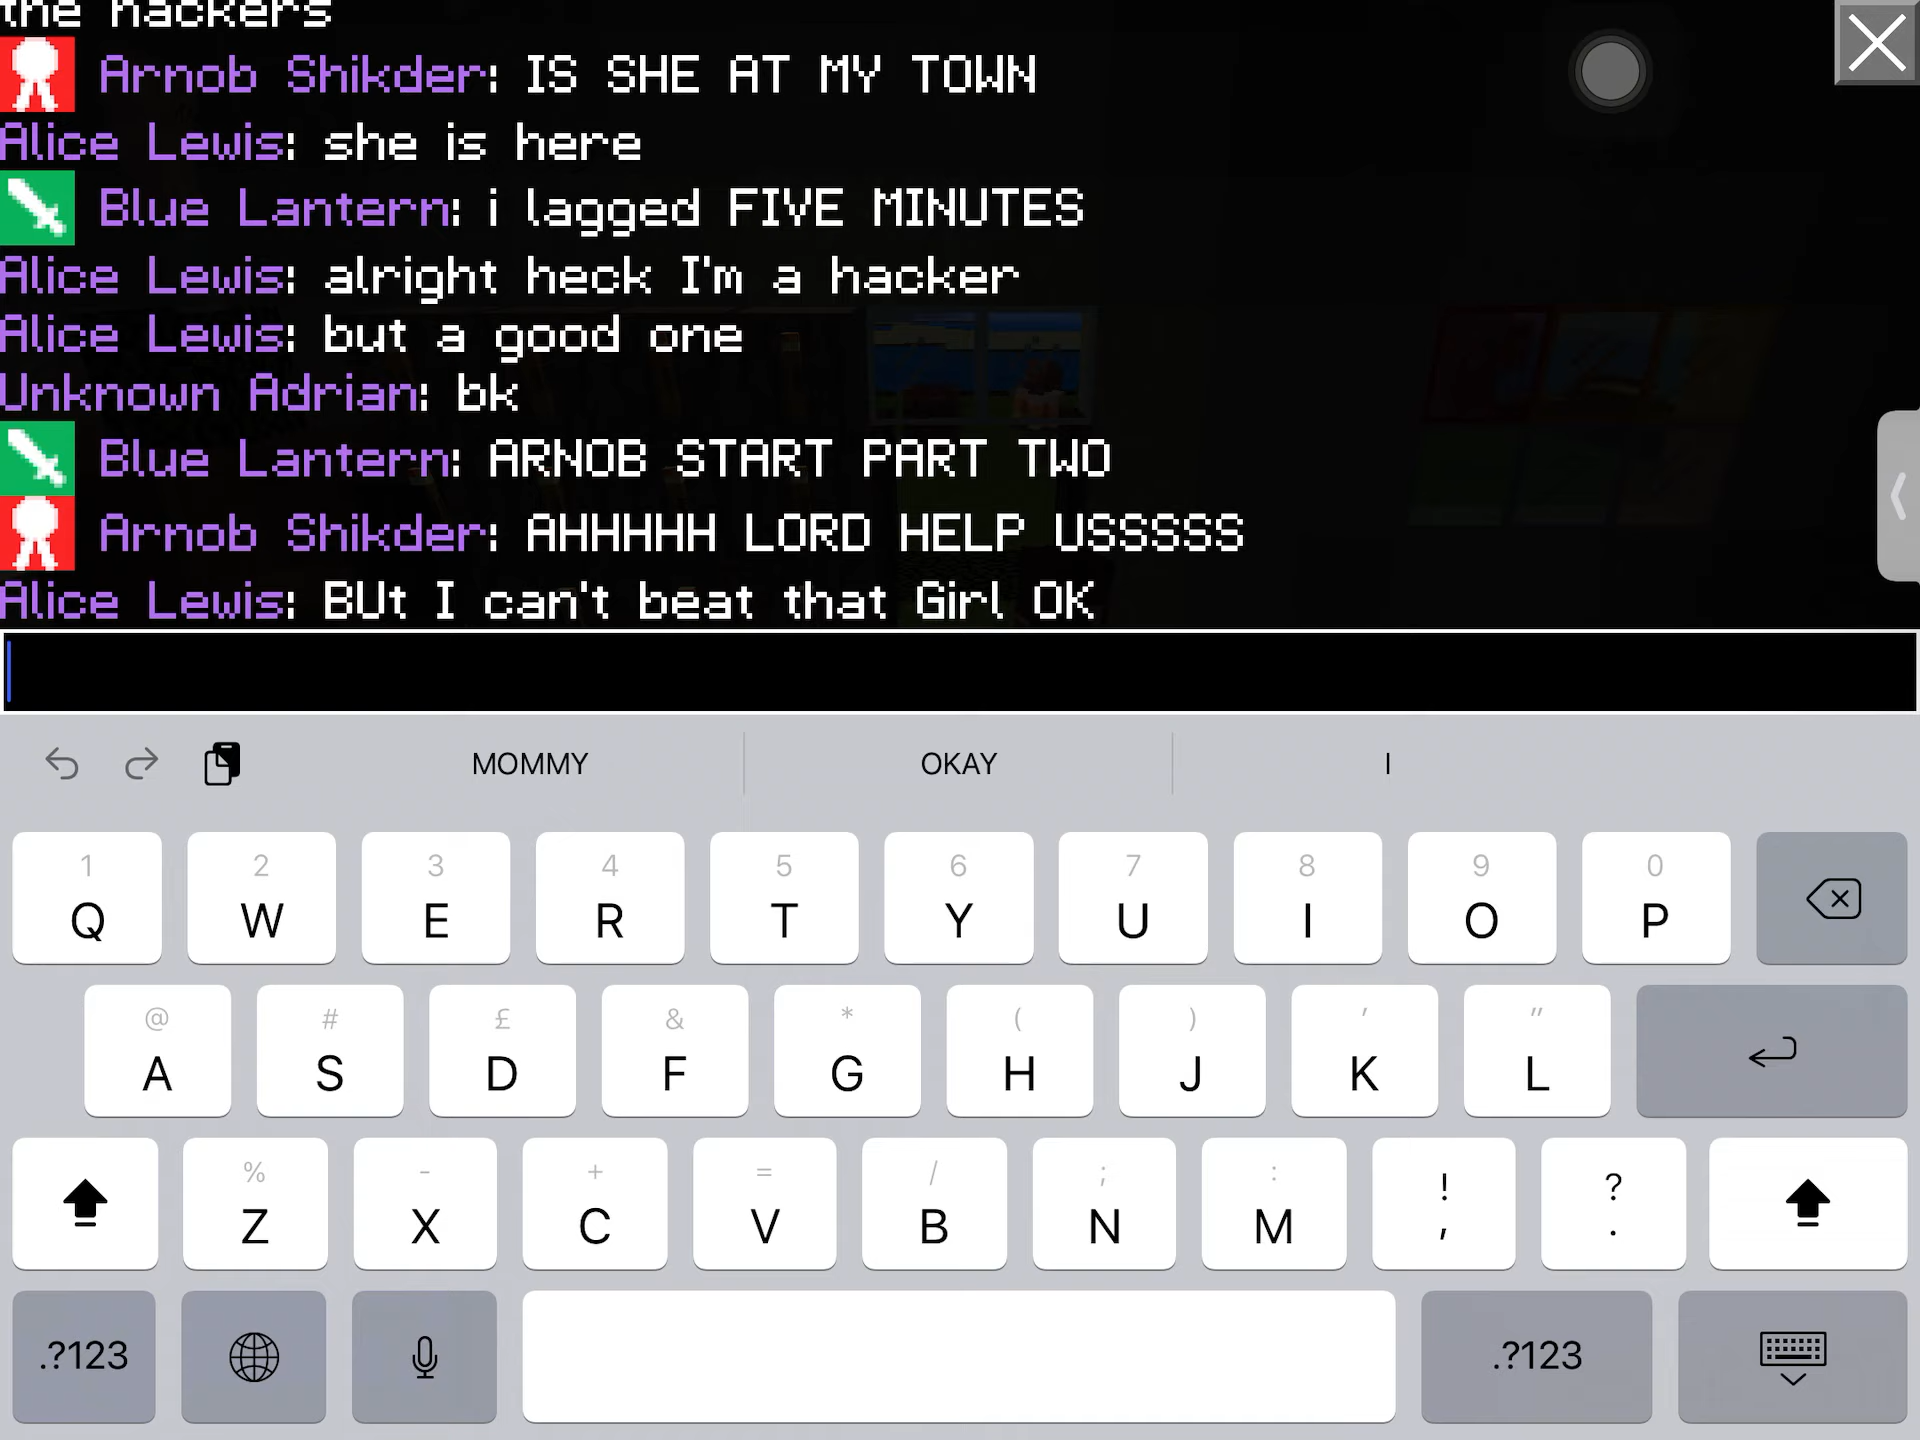 the hackers
Arnob Shikder: IS SHE AT MY TOWN
Alice Lewis: she is here
Blue Lantern: i lagged FIVE MINUTES
Alice Lewis: alright heck I'm a hacker
Alice Lewis: but a good one
Unknown Adrian: bk
Blue Lantern: ARNOB START PART TWO
Arnob Shikder: AHHHHH LORD HELP USSSSS
Alice Lewis: BUt I can't beat that Girl OK
MOMMY OKAY I
1 2 3 4 5 6 7 8 9 0
Q W E R T Y U I O P
@ # £ & * ( ) ' "
A S D F G H J K L
% - + = / ; : ! ?
Z X C V B N M , .
.?123 .?123